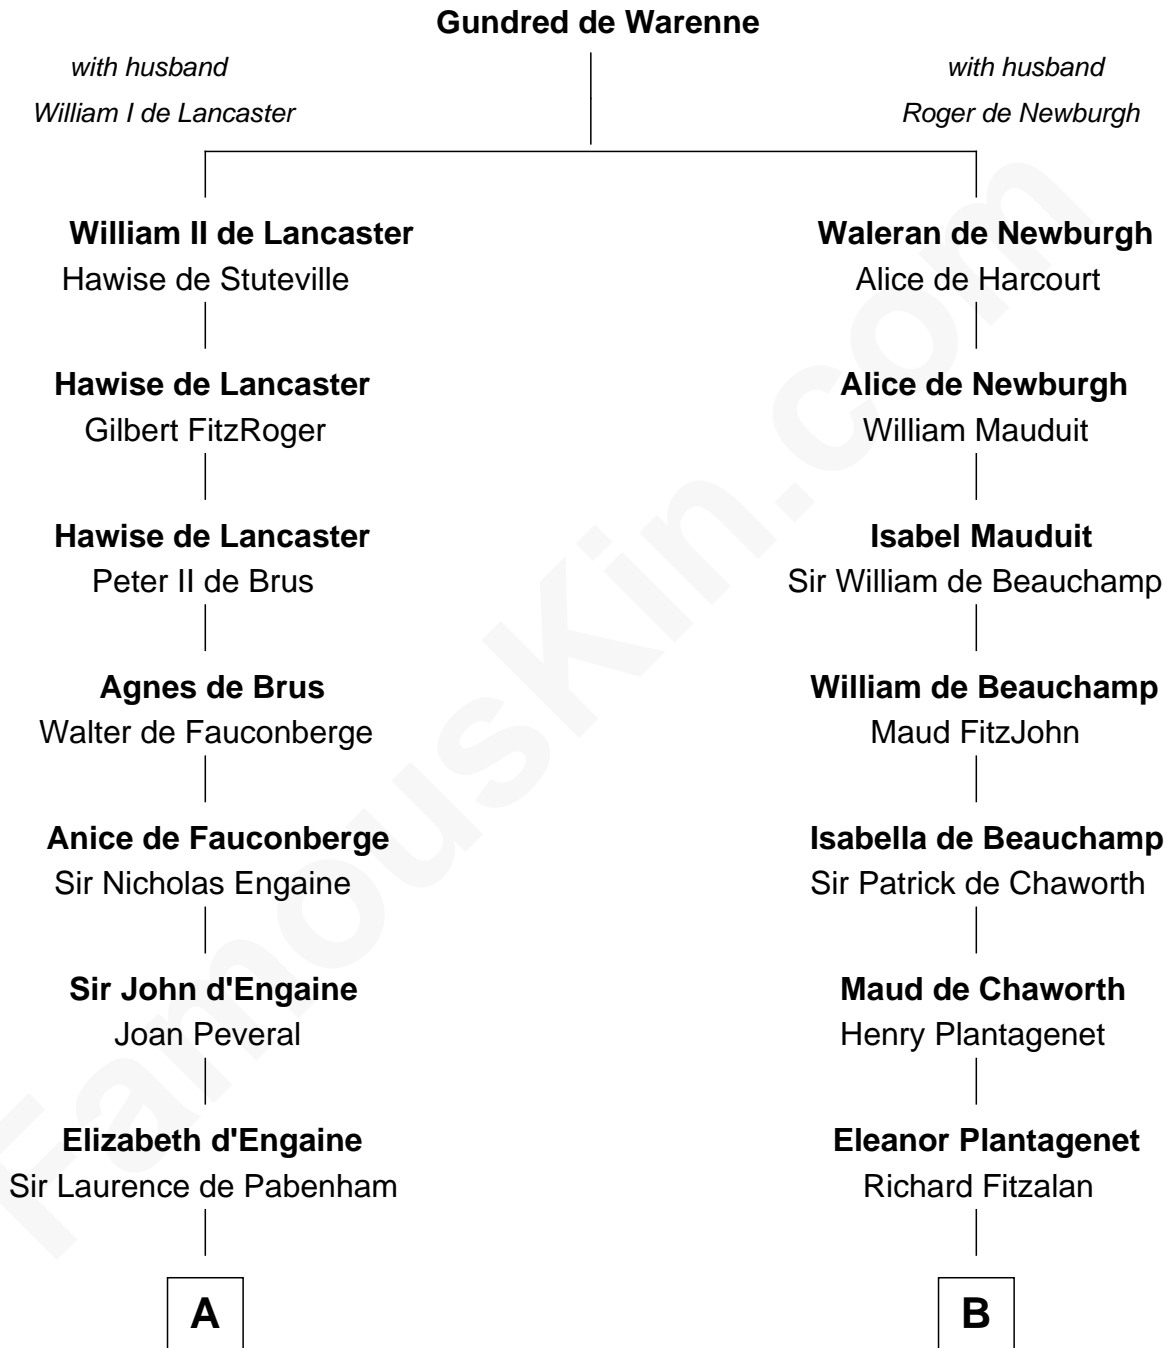 Gundred de Warenne
with husband
William I de Lancaster
with husband
Roger de Newburgh
William II de Lancaster
Hawise de Stuteville
Waleran de Newburgh
Alice de Harcourt
Hawise de Lancaster
Gilbert FitzRoger
Alice de Newburgh
William Mauduit
Hawise de Lancaster
Peter II de Brus
Isabel Mauduit
Sir William de Beauchamp
Agnes de Brus
Walter de Fauconberge
William de Beauchamp
Maud FitzJohn
Anice de Fauconberge
Sir Nicholas Engaine
Isabella de Beauchamp
Sir Patrick de Chaworth
Sir John d'Engaine
Joan Peveral
Maud de Chaworth
Henry Plantagenet
Elizabeth d'Engaine
Sir Laurence de Pabenham
Eleanor Plantagenet
Richard Fitzalan
A
B
FamousKin.com